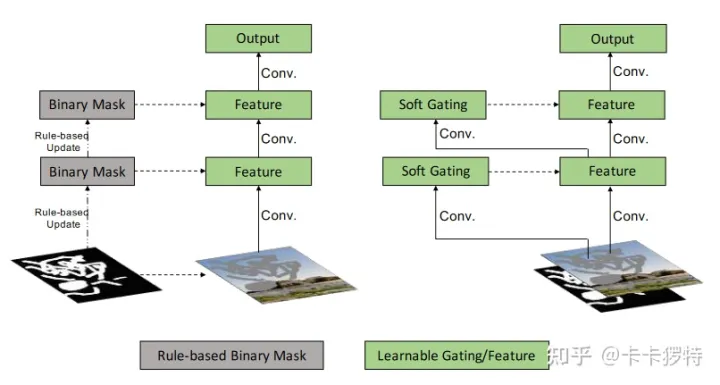 Output
Conv.
Binary Mask
Feature
Rule-based
Update
Conv.
Binary Mask
Feature
Rule-based
Update
Conv.
Output
Conv.
Soft Gating
Feature
Conv.
Conv.
Soft Gating
Feature
Conv.
Conv.
Rule-based Binary Mask
Learnable Gating/Feature
知乎 @卡卡猡特